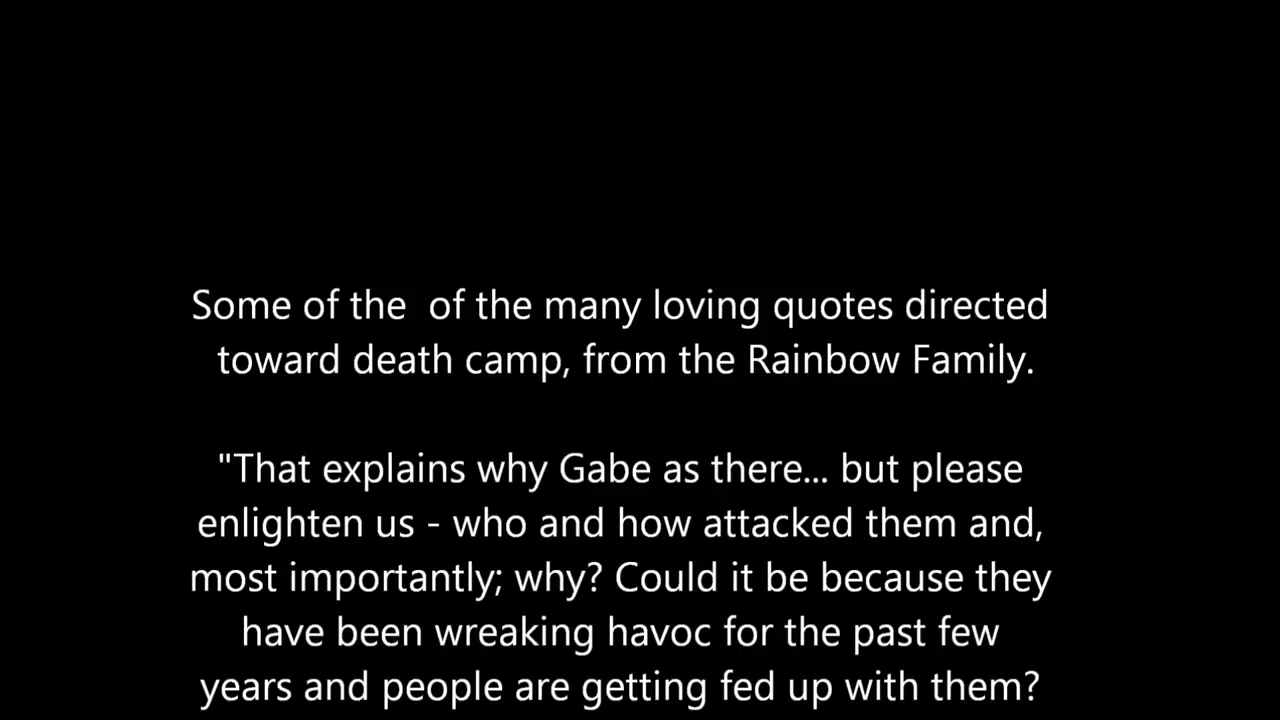 Some of the  of the many loving quotes directed
toward death camp, from the Rainbow Family.
"That explains why Gabe as there... but please
enlighten us - who and how attacked them and,
most importantly; why? Could it be because they
have been wreaking havoc for the past few
years and people are getting fed up with them?